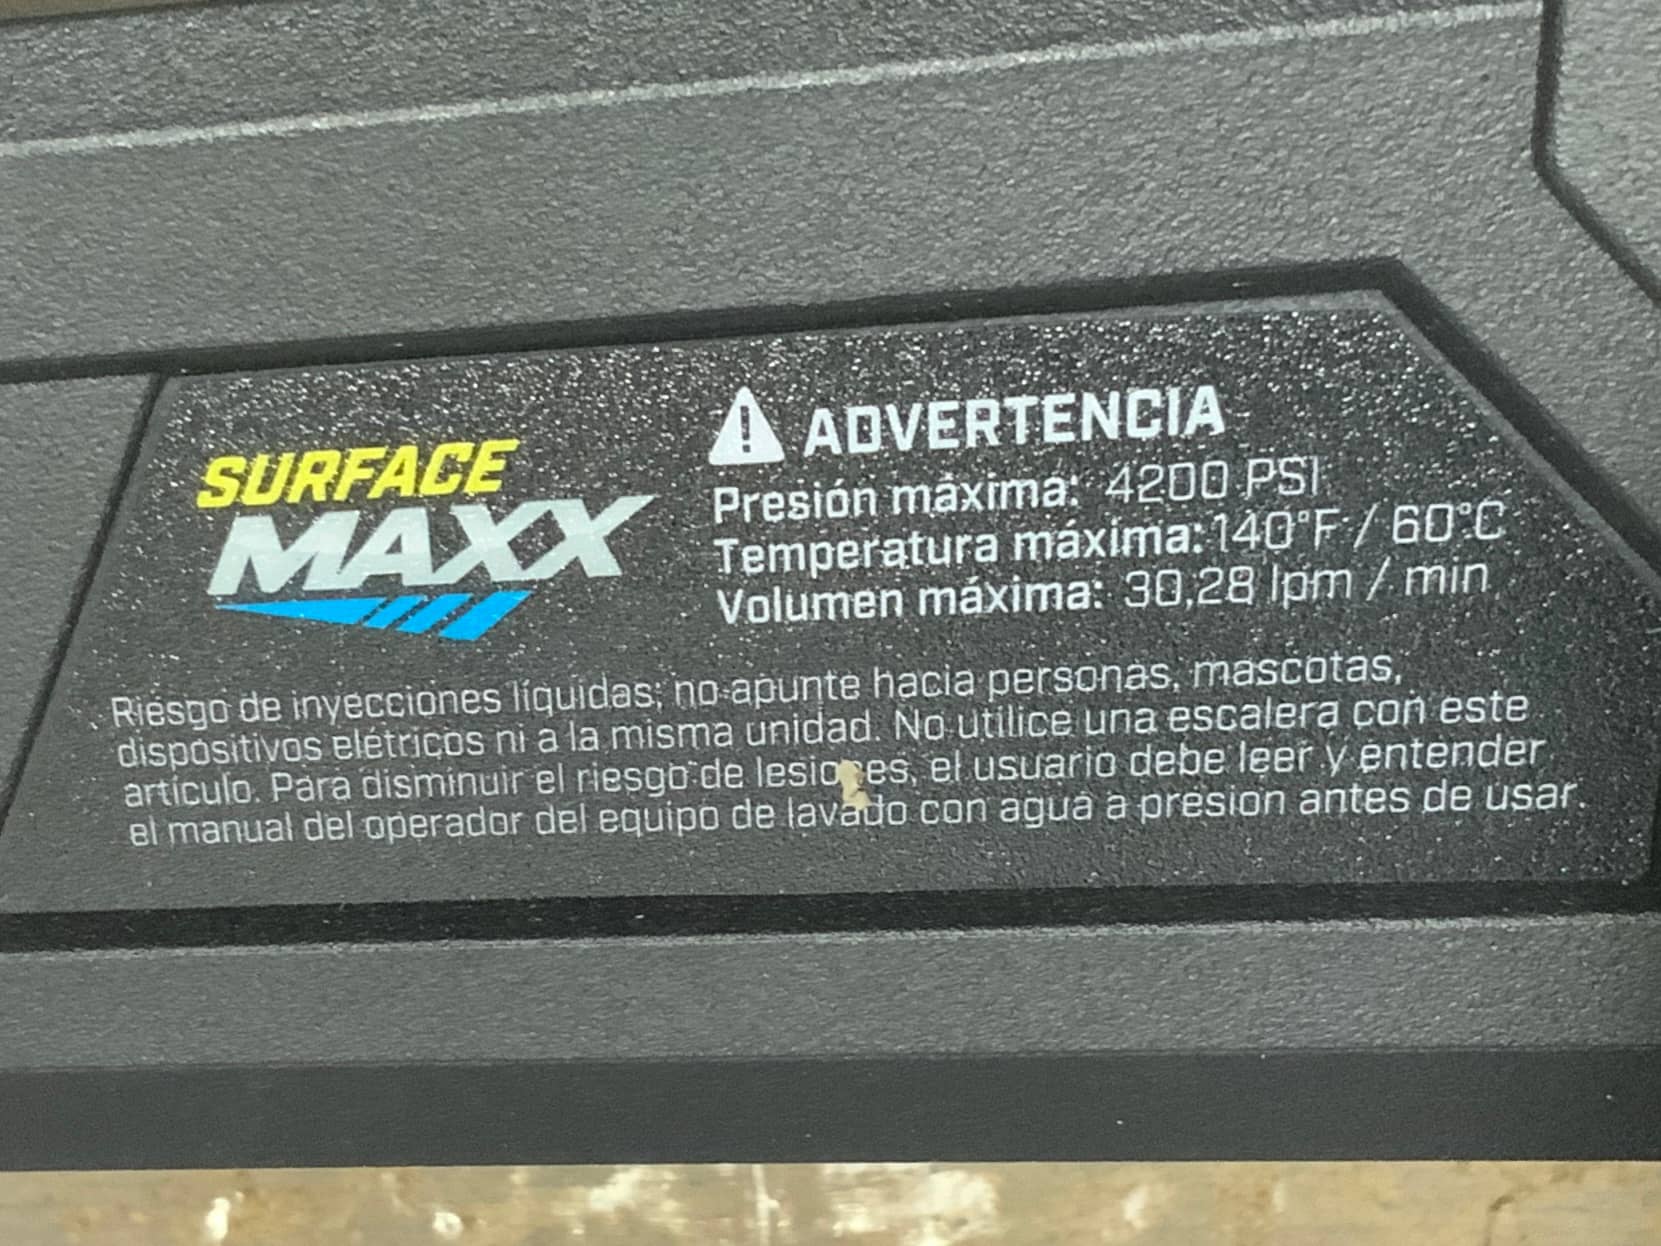 SURFACE
MAXX
ADVERTENCIA
Presión máxima: 4200 PSI
Temperatura máxima: 140°F / 60°C
Volumen máxima: 30,28 lpm / min
Riesgo de inyecciones líquidas; no apunte hacia personas, mascotas,
dispositivos elétricos ni a la misma unidad. No utilice una escalera con este
artículo. Para disminuir el riesgo de lesiones, el usuario debe leer y entender
el manual del operador del equipo de lavado con agua a presion antes de usar.